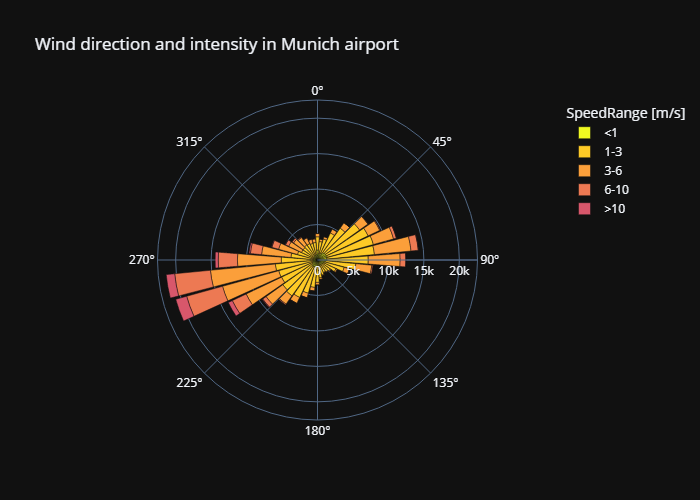 Wind direction and intensity in Munich airport
SpeedRange [m/s]
<1
1-3
3-6
6-10
>10
0°
315°
45°
270°
0
5k
10k
15k
20k
90°
225°
135°
180°